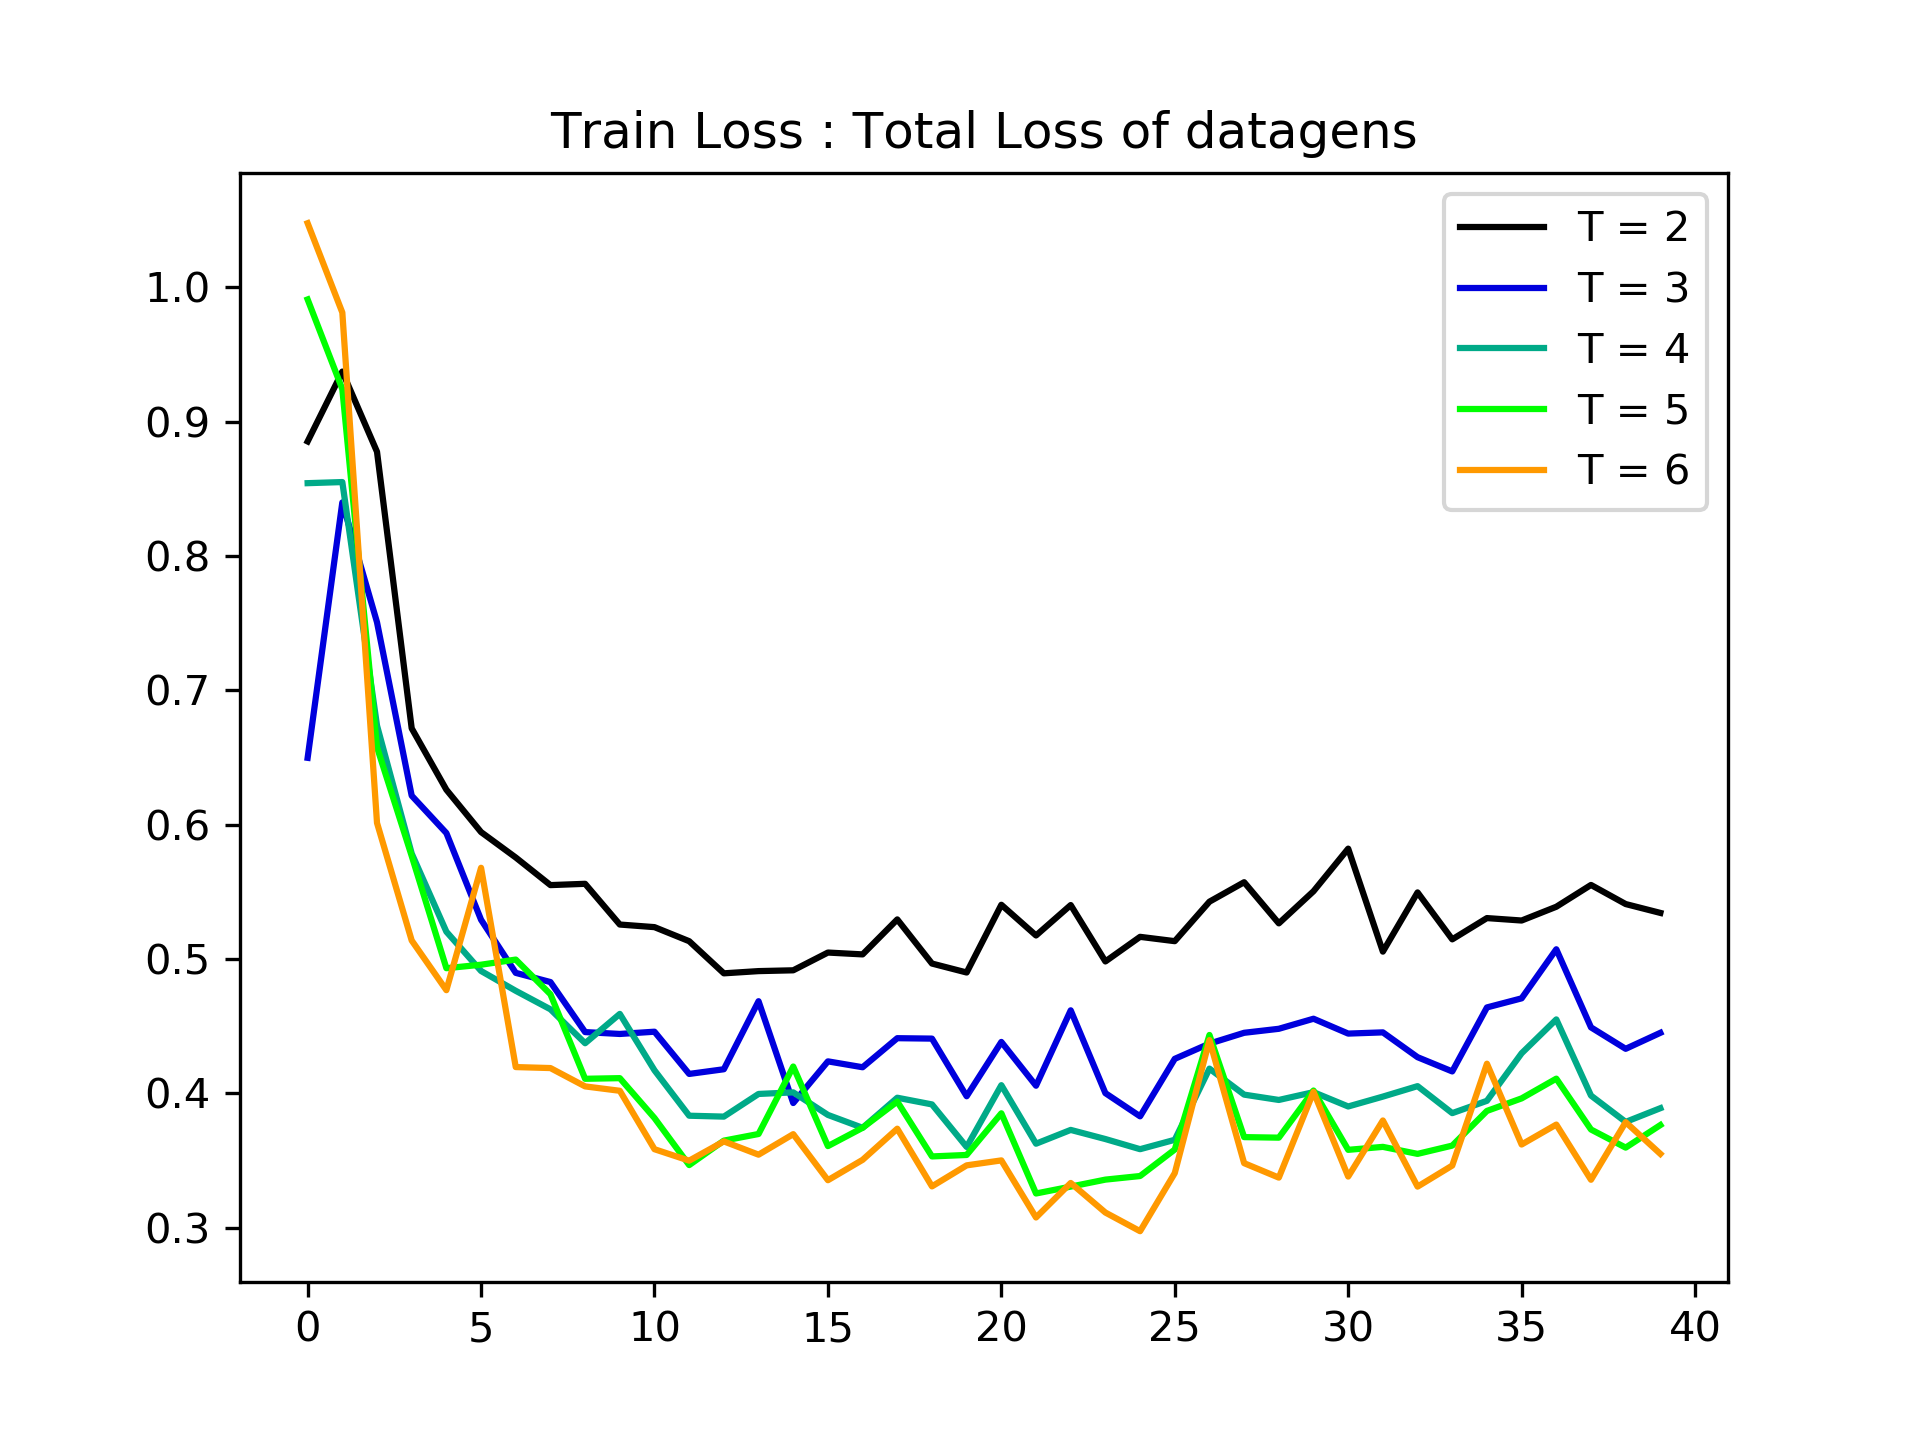 Train Loss : Total Loss of datagens
T = 2
T = 3
T = 4
T = 5
T = 6
1.0
0.9
0.8
0.7
0.6
0.5
0.4
0.3
0 5 10 15 20 25 30 35 40